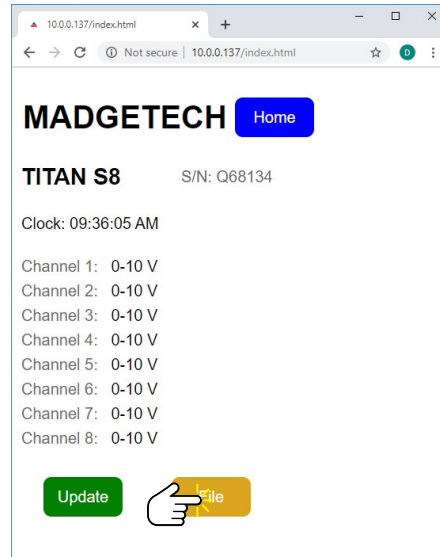 10.0.0.137/index.html
Not secure | 10.0.0.137/index.html
D
MADGETECH Home
TITAN S8 S/N: Q68134
Clock: 09:36:05 AM
Channel 1: 0-10 V
Channel 2: 0-10 V
Channel 3: 0-10 V
Channel 4: 0-10 V
Channel 5: 0-10 V
Channel 6: 0-10 V
Channel 7: 0-10 V
Channel 8: 0-10 V
Update File